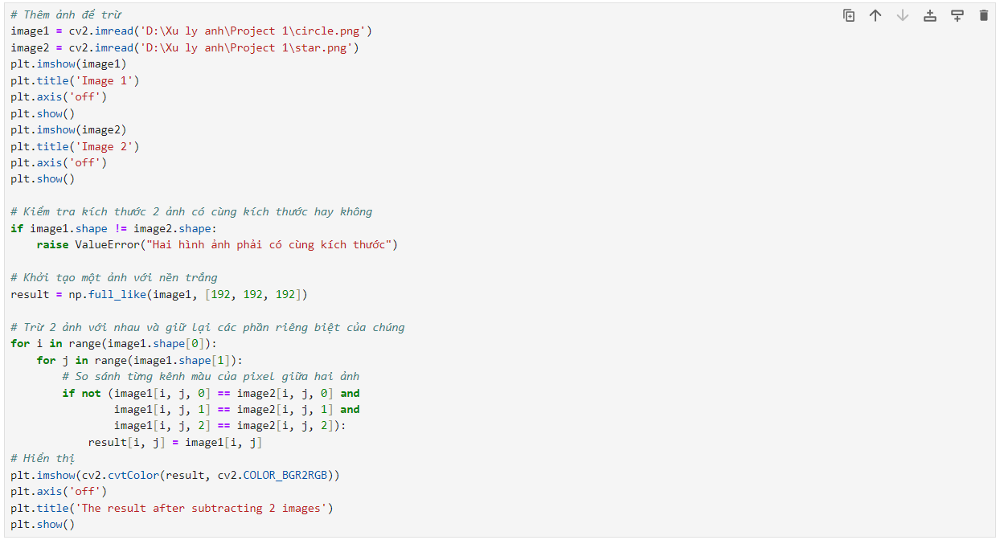 # Thêm ảnh để trừ
image1 = cv2.imread('D:\Xu ly anh\Project 1\circle.png')
image2 = cv2.imread('D:\Xu ly anh\Project 1\star.png')
plt.imshow(image1)
plt.title('Image 1')
plt.axis('off')
plt.show()
plt.imshow(image2)
plt.title('Image 2')
plt.axis('off')
plt.show()

# Kiểm tra kích thước 2 ảnh có cùng kích thước hay không
if image1.shape != image2.shape:
    raise ValueError("Hai hình ảnh phải có cùng kích thước")

# Khởi tạo một ảnh với nền trắng
result = np.full_like(image1, [192, 192, 192])

# Trừ 2 ảnh với nhau và giữ lại các phần riêng biệt của chúng
for i in range(image1.shape[0]):
    for j in range(image1.shape[1]):
        # So sánh từng kênh màu của pixel giữa hai ảnh
        if not (image1[i, j, 0] == image2[i, j, 0] and
                image1[i, j, 1] == image2[i, j, 1] and
                image1[i, j, 2] == image2[i, j, 2]):
            result[i, j] = image1[i, j]
# Hiển thị
plt.imshow(cv2.cvtColor(result, cv2.COLOR_BGR2RGB))
plt.axis('off')
plt.title('The result after subtracting 2 images')
plt.show()